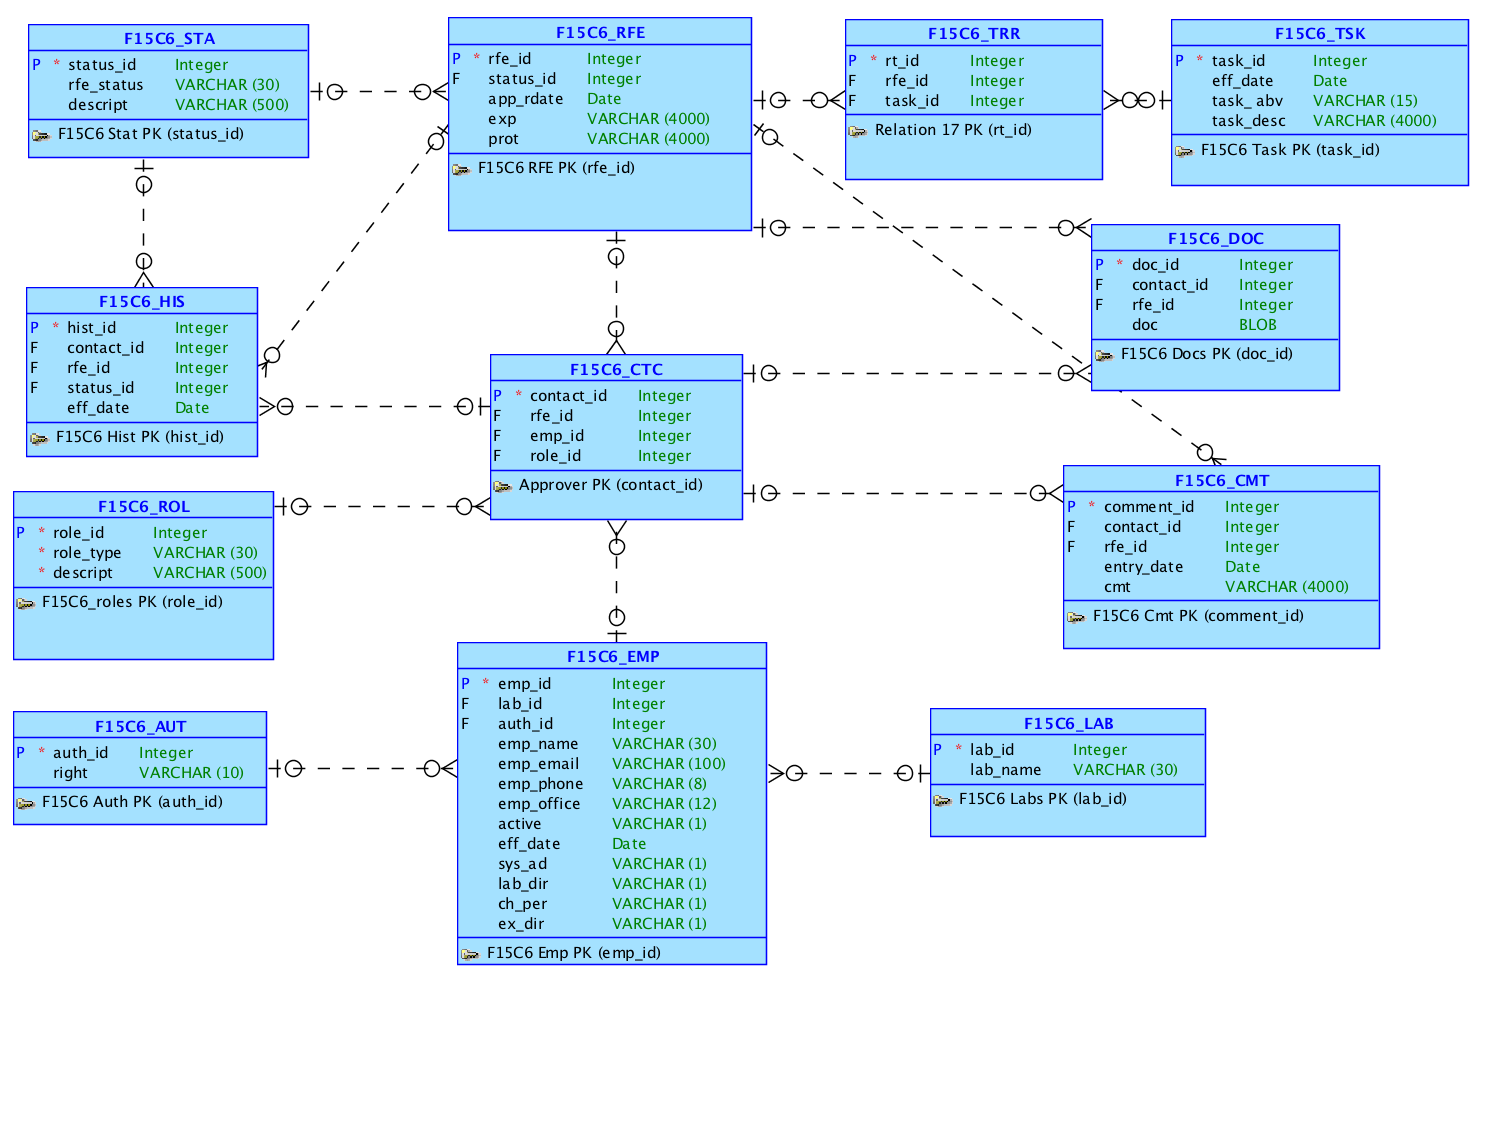 F15C6_STA
P * status_id Integer
rfe_status VARCHAR (30)
descript VARCHAR (500)
F15C6 Stat PK (status_id)
F15C6_RFE
P * rfe_id Integer
F status_id Integer
app_rdate Date
exp VARCHAR (4000)
prot VARCHAR (4000)
F15C6 RFE PK (rfe_id)
F15C6_TRR
P * rt_id Integer
F rfe_id Integer
F task_id Integer
Relation 17 PK (rt_id)
F15C6_TSK
P * task_id Integer
eff_date Date
task_ abv VARCHAR (15)
task_desc VARCHAR (4000)
F15C6 Task PK (task_id)
F15C6_DOC
P * doc_id Integer
F contact_id Integer
F rfe_id Integer
doc BLOB
F15C6 Docs PK (doc_id)
F15C6_HIS
P * hist_id Integer
F contact_id Integer
F rfe_id Integer
F status_id Integer
eff_date Date
F15C6 Hist PK (hist_id)
F15C6_CTC
P * contact_id Integer
F rfe_id Integer
F emp_id Integer
F role_id Integer
Approver PK (contact_id)
F15C6_CMT
P * comment_id Integer
F contact_id Integer
F rfe_id Integer
entry_date Date
cmt VARCHAR (4000)
F15C6 Cmt PK (comment_id)
F15C6_ROL
P * role_id Integer
* role_type VARCHAR (30)
* descript VARCHAR (500)
F15C6_roles PK (role_id)
F15C6_EMP
P * emp_id Integer
F lab_id Integer
F auth_id Integer
emp_name VARCHAR (30)
emp_email VARCHAR (100)
emp_phone VARCHAR (8)
emp_office VARCHAR (12)
active VARCHAR (1)
eff_date Date
sys_ad VARCHAR (1)
lab_dir VARCHAR (1)
ch_per VARCHAR (1)
ex_dir VARCHAR (1)
F15C6 Emp PK (emp_id)
F15C6_AUT
P * auth_id Integer
right VARCHAR (10)
F15C6 Auth PK (auth_id)
F15C6_LAB
P * lab_id Integer
lab_name VARCHAR (30)
F15C6 Labs PK (lab_id)